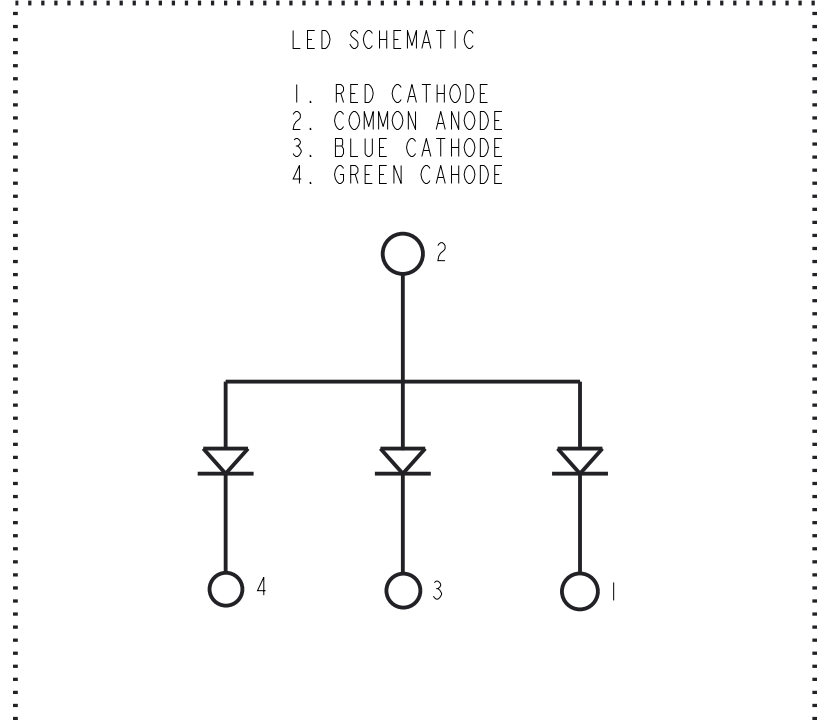 LED SCHEMATIC
1. RED CATHODE
2. COMMON ANODE
3. BLUE CATHODE
4. GREEN CAHODE
2
4
3
1